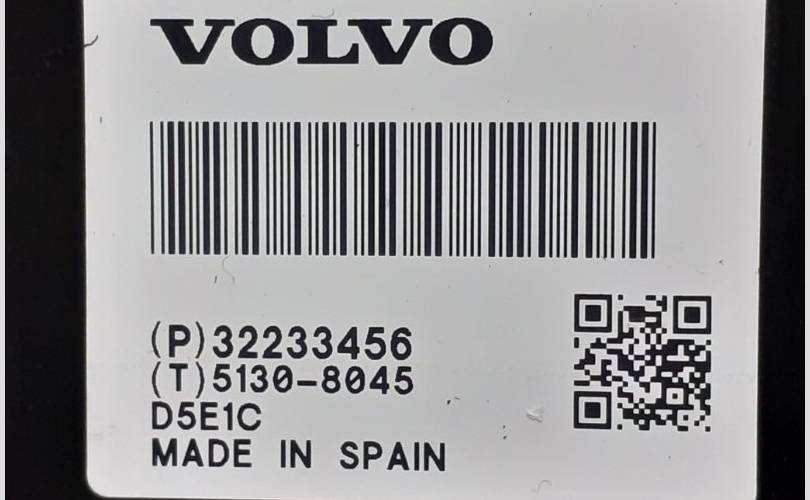 VOLVO
(P)32233456
(T)5130-8045
D5E1C
MADE IN SPAIN